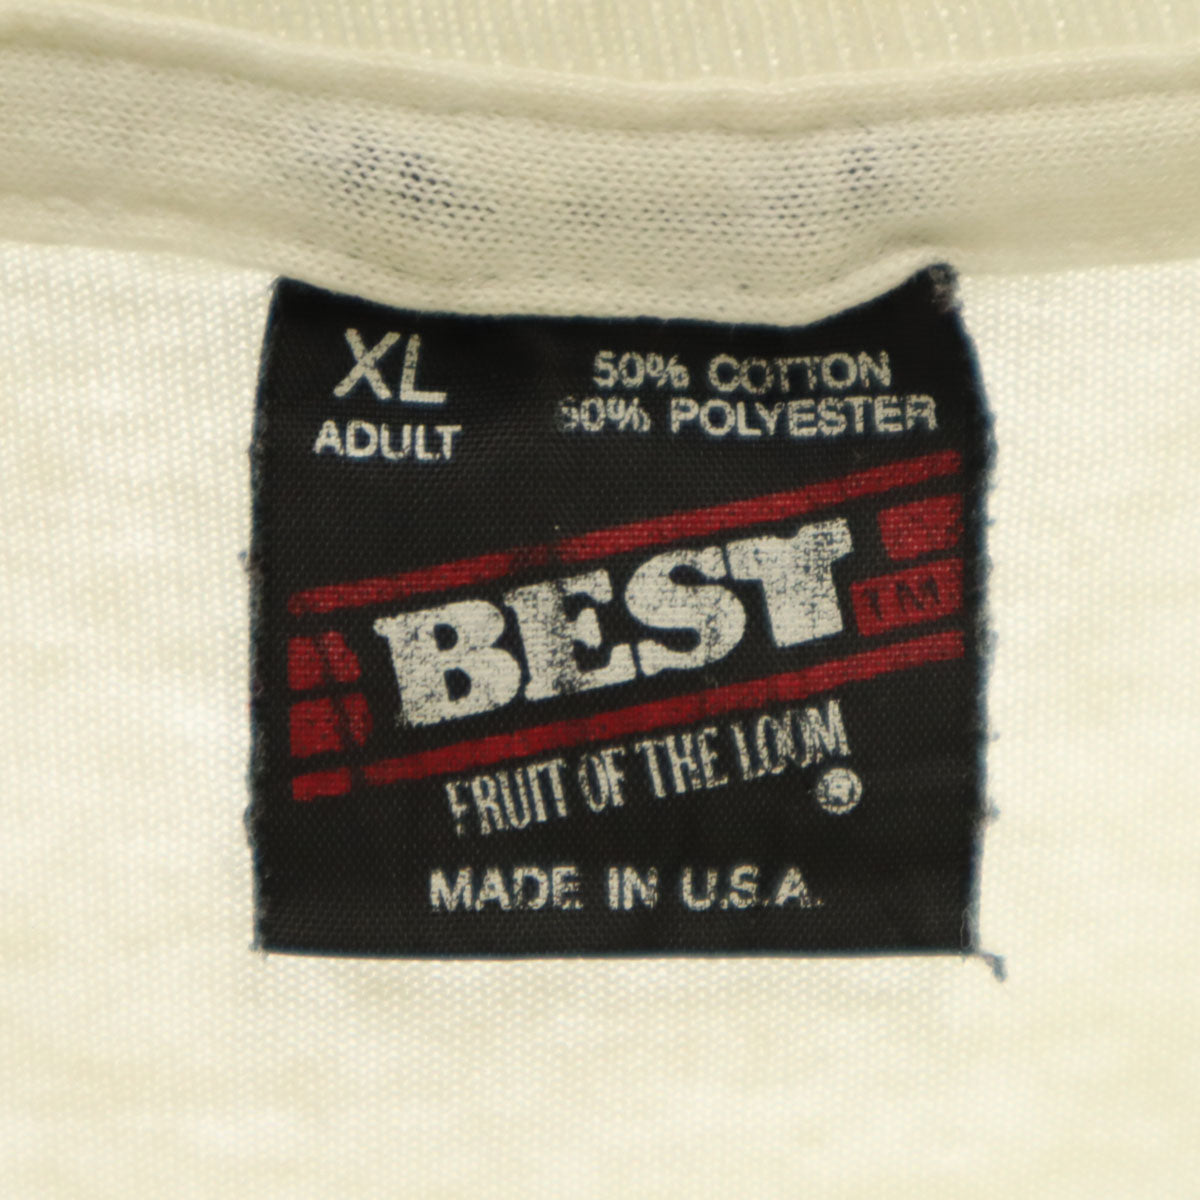 XL
ADULT
50% COTTON
50% POLYESTER
BEST TM
FRUIT OF THE LOOM ®
MADE IN U.S.A.